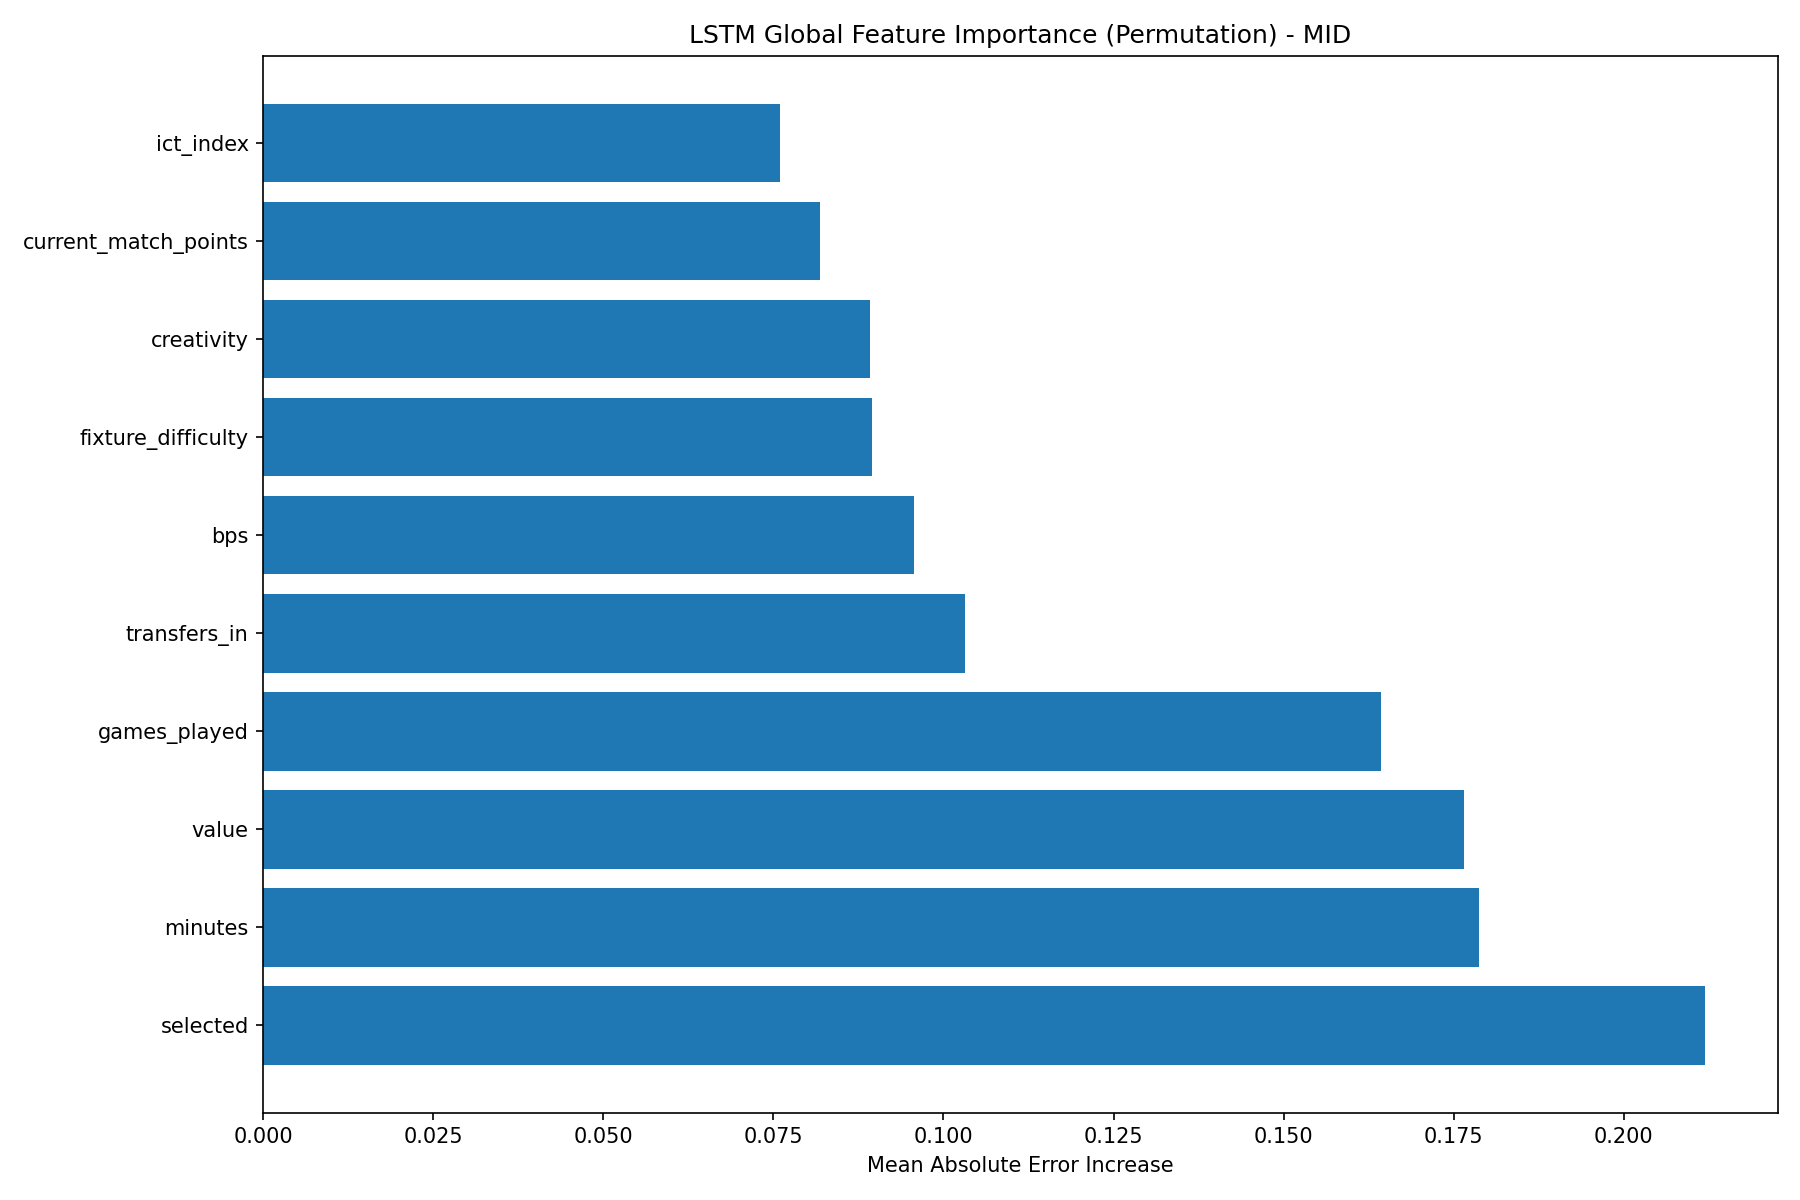 LSTM Global Feature Importance (Permutation) - MID
ict_index
current_match_points
creativity
fixture_difficulty
bps
transfers_in
games_played
value
minutes
selected
0.000 0.025 0.050 0.075 0.100 0.125 0.150 0.175 0.200
Mean Absolute Error Increase